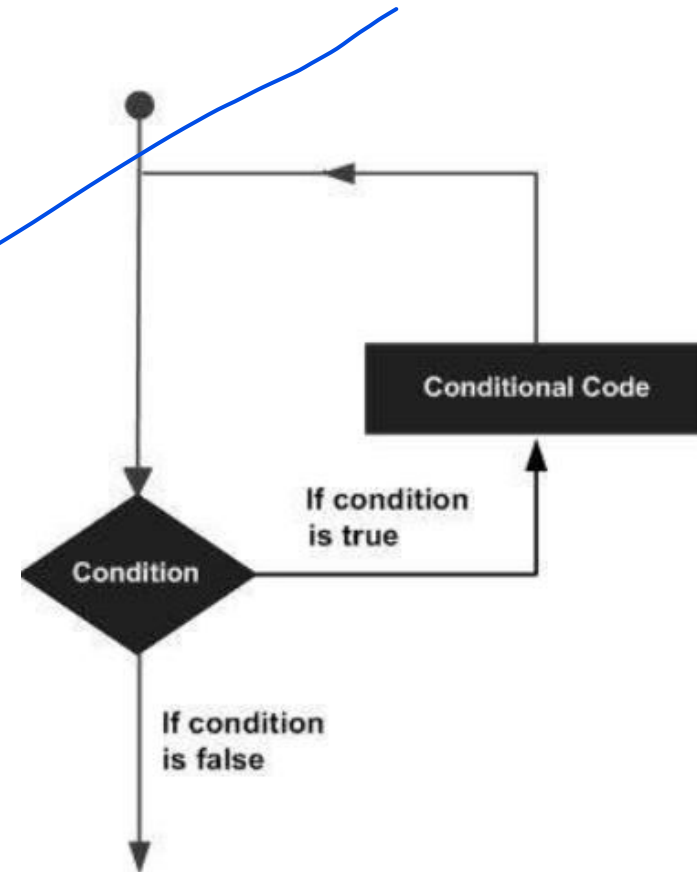 Conditional Code
If condition
is true
Condition
If condition
is false